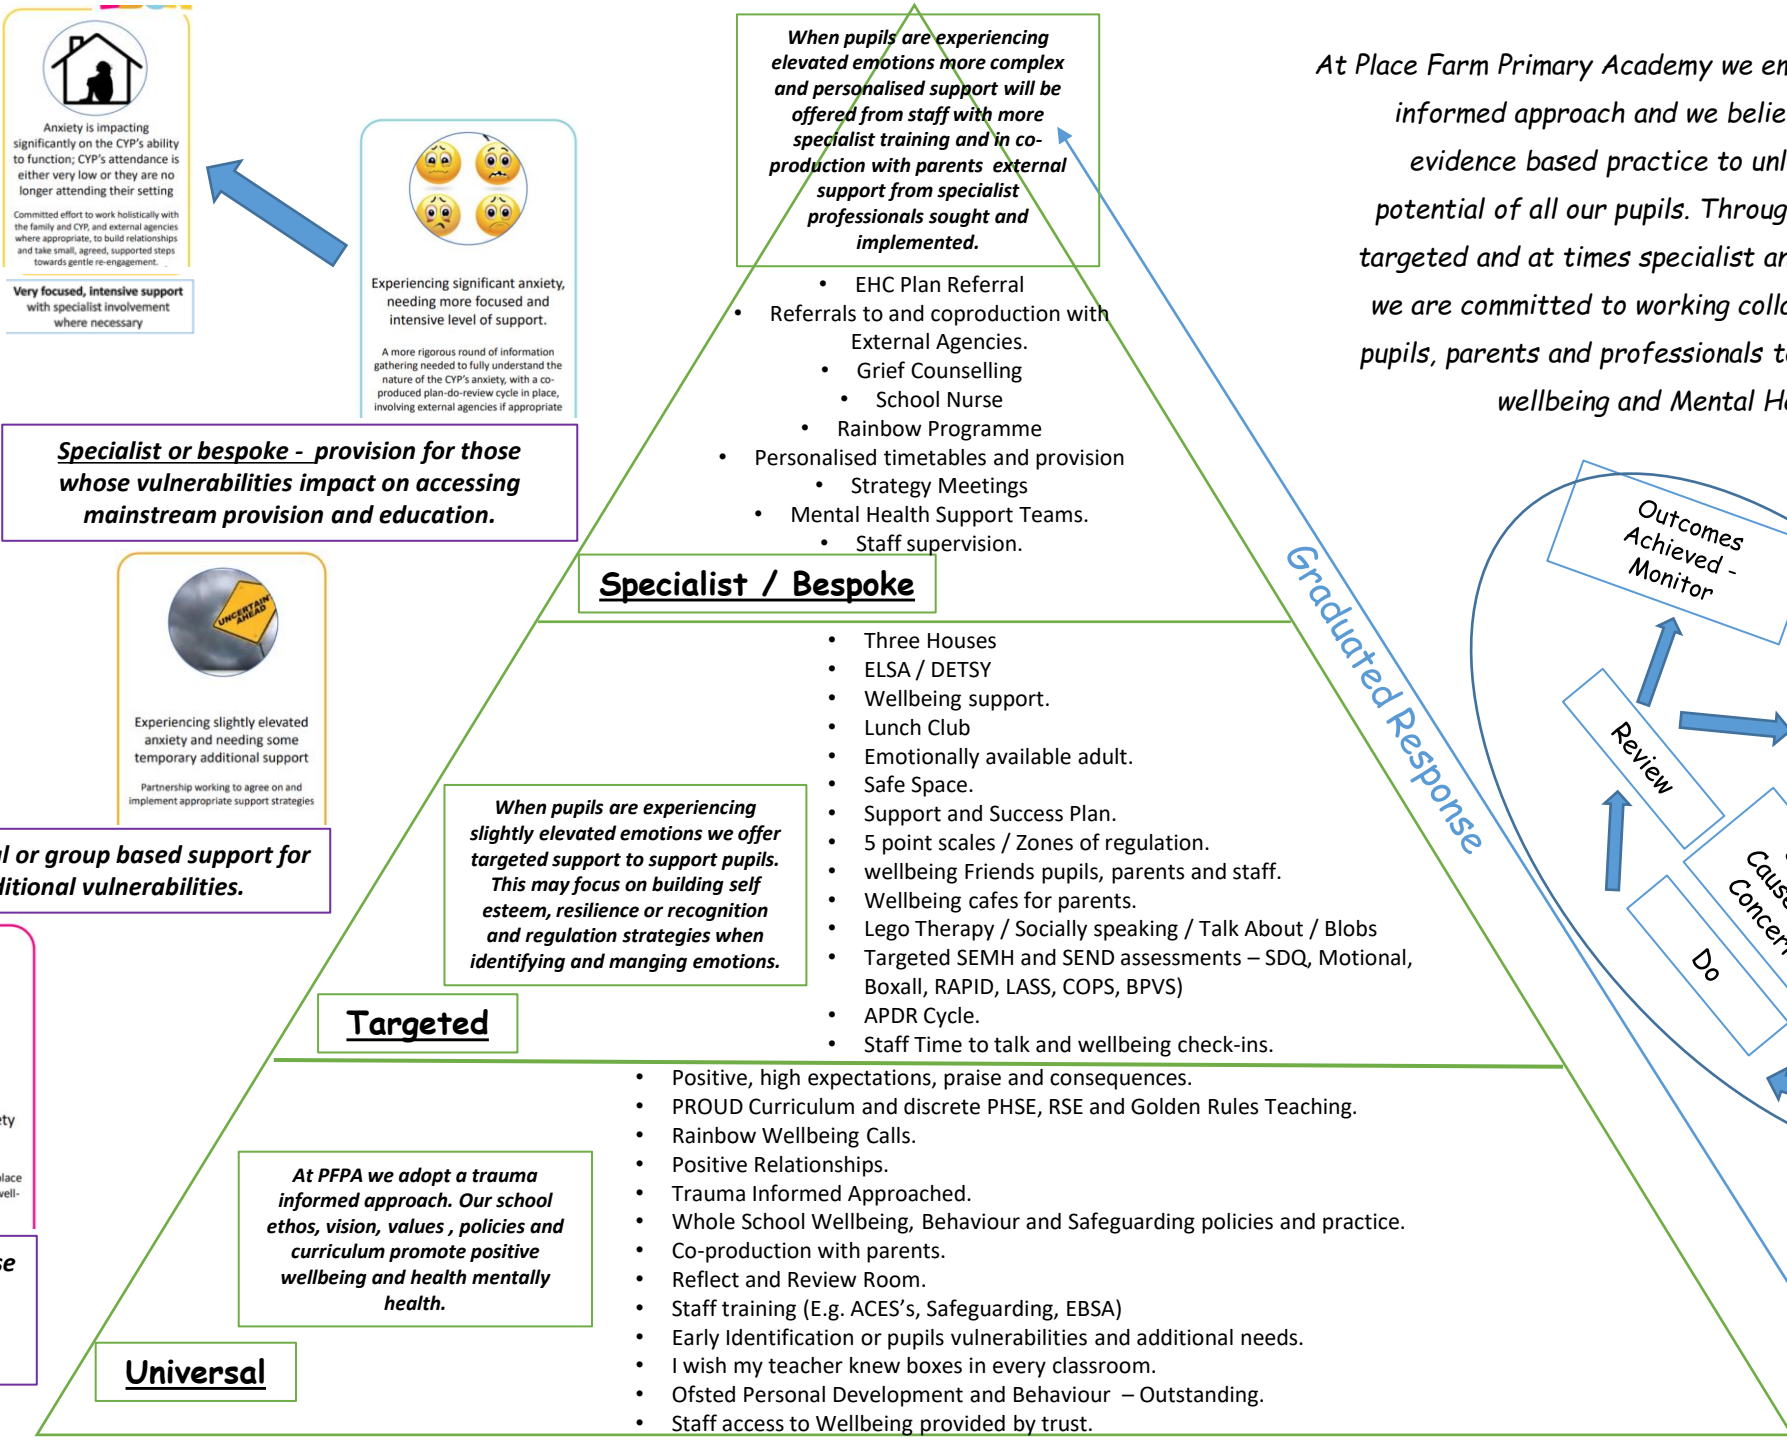 Anxiety is impacting
significantly on the CYP's ability
to function; CYP's attendance is
either very low or they are no
longer attending their setting
Committed effort to work holistically with
the family and CYP, and external agencies
where appropriate, to build relationships
and take small, agreed, supported steps
towards gentle re-engagement.
Very focused, intensive support
with specialist involvement
where necessary
Experiencing significant anxiety,
needing more focused and
intensive level of support.
A more rigorous round of information
gathering needed to fully understand the
nature of the CYP's anxiety, with a co-
produced plan-do-review cycle in place,
involving external agencies if appropriate
Specialist or bespoke - provision for those
whose vulnerabilities impact on accessing
mainstream provision and education.
UNCERTAIN
AHEAD
Experiencing slightly elevated
anxiety and needing some
temporary additional support
Partnership working to agree on and
implement appropriate support strategies
or group based support for
vulnerabilities.
When pupils are experiencing
elevated emotions more complex
and personalised support will be
offered from staff with more
specialist training and in co-
production with parents external
support from specialist
professionals sought and
implemented.
• EHC Plan Referral
• Referrals to and coproduction with
External Agencies.
• Grief Counselling
• School Nurse
• Rainbow Programme
• Personalised timetables and provision
• Strategy Meetings
• Mental Health Support Teams.
• Staff supervision.
Specialist / Bespoke
• Three Houses
• ELSA / DETSY
• Wellbeing support.
• Lunch Club
• Emotionally available adult.
• Safe Space.
• Support and Success Plan.
• 5 point scales / Zones of regulation.
• wellbeing Friends pupils, parents and staff.
• Wellbeing cafes for parents.
• Lego Therapy / Socially speaking / Talk About / Blobs
• Targeted SEMH and SEND assessments – SDQ, Motional,
Boxall, RAPID, LASS, COPS, BPVS)
• APDR Cycle.
• Staff Time to talk and wellbeing check-ins.
When pupils are experiencing
slightly elevated emotions we offer
targeted support to support pupils.
This may focus on building self
esteem, resilience or recognition
and regulation strategies when
identifying and manging emotions.
Targeted
• Positive, high expectations, praise and consequences.
• PROUD Curriculum and discrete PHSE, RSE and Golden Rules Teaching.
• Rainbow Wellbeing Calls.
• Positive Relationships.
• Trauma Informed Approached.
• Whole School Wellbeing, Behaviour and Safeguarding policies and practice.
• Co-production with parents.
• Reflect and Review Room.
• Staff training (E.g. ACES's, Safeguarding, EBSA)
• Early Identification or pupils vulnerabilities and additional needs.
• I wish my teacher knew boxes in every classroom.
• Ofsted Personal Development and Behaviour – Outstanding.
• Staff access to Wellbeing provided by trust.
At PFPA we adopt a trauma
informed approach. Our school
ethos, vision, values , policies and
curriculum promote positive
wellbeing and health mentally
health.
Universal
Graduated Response
At Place Farm Primary Academy we
informed approach and we
evidence based practice to
potential of all our pupils.
targeted and at times specialist
we are committed to working
pupils, parents and professionals
wellbeing and Mental
Outcomes
Achieved -
Monitor
Review
Do